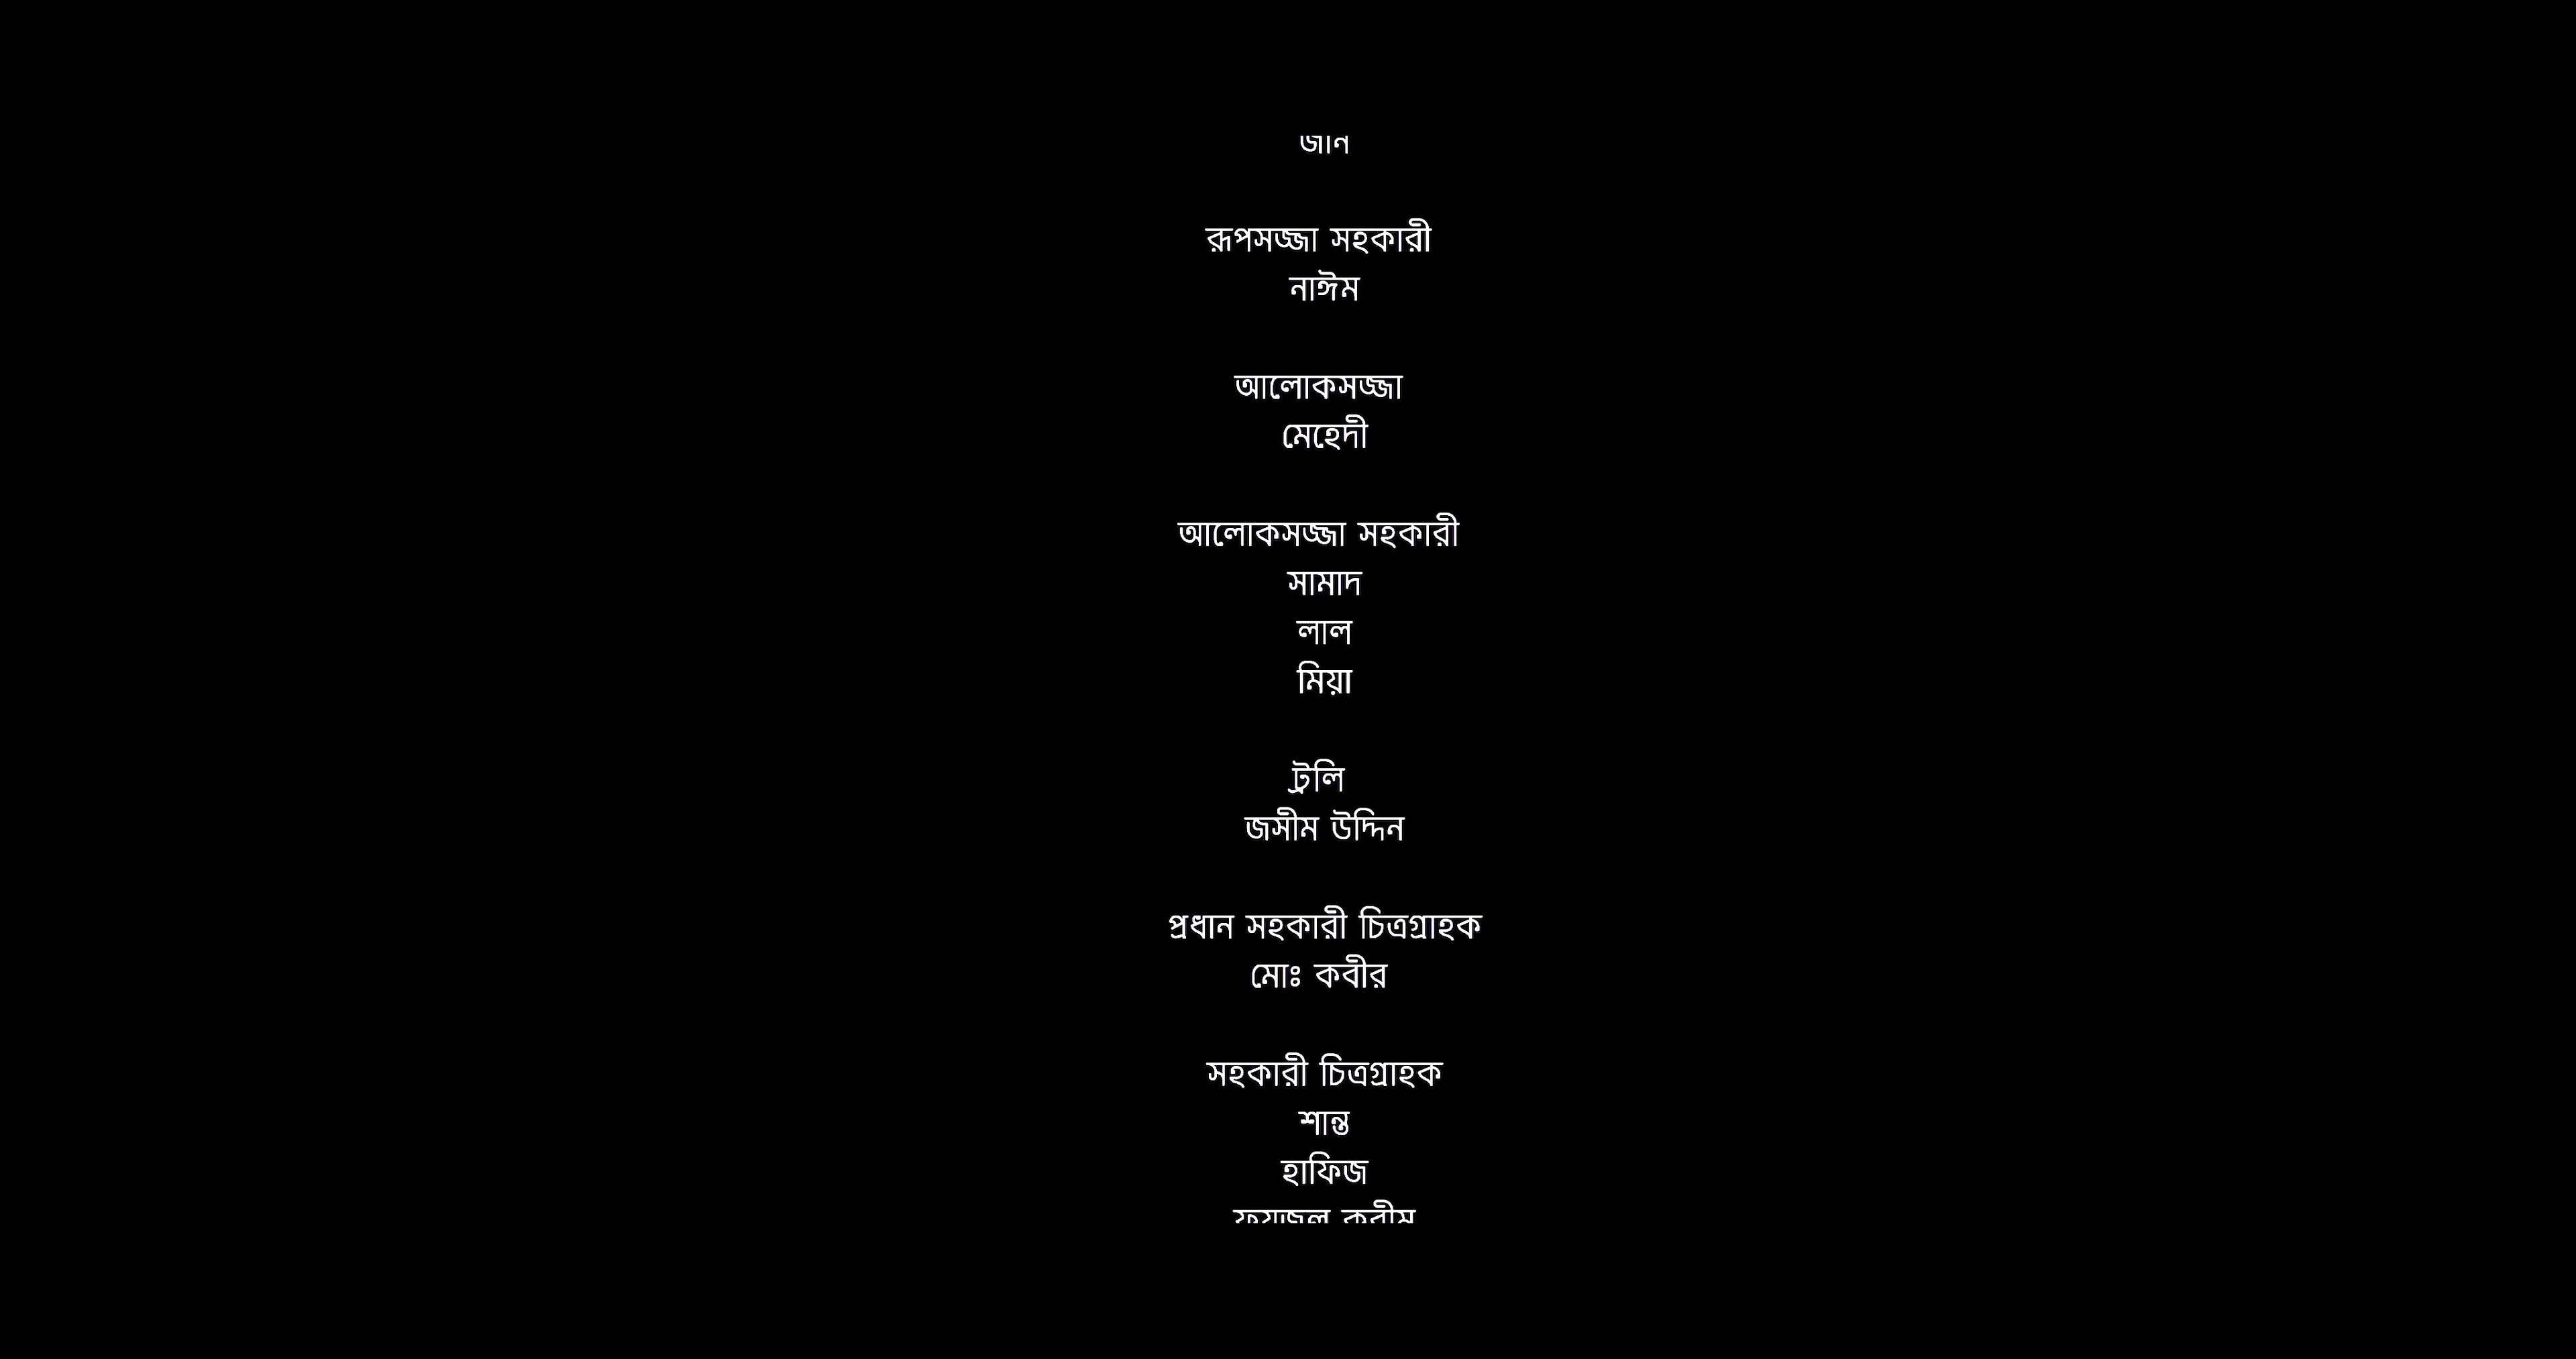 রূপসজ্জা সহকারী
নাঈম
আলোকসজ্জা
মেহেদী
আলোকসজ্জা সহকারী
সামাদ
লাল
মিয়া
ট্রলি
জসীম উদ্দিন
প্রধান সহকারী চিত্রগ্রাহক
মোঃ কবীর
সহকারী চিত্রগ্রাহক
শান্ত
হাফিজ